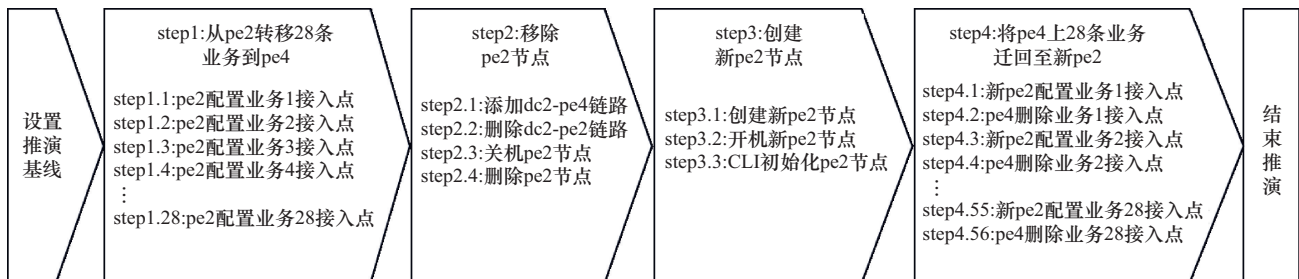 设置
推演
基线
step1:从pe2转移28条
业务到pe4
step1.1:pe2配置业务1接入点
step1.2:pe2配置业务2接入点
step1.3:pe2配置业务3接入点
step1.4:pe2配置业务4接入点
⋮
step1.28:pe2配置业务28接入点
step2:移除
pe2节点
step2.1:添加dc2-pe4链路
step2.2:删除dc2-pe2链路
step2.3:关机pe2节点
step2.4:删除pe2节点
step3:创建
新pe2节点
step3.1:创建新pe2节点
step3.2:开机新pe2节点
step3.3:CLI初始化pe2节点
step4:将pe4上28条业务
迁回至新pe2
step4.1:新pe2配置业务1接入点
step4.2:pe4删除业务1接入点
step4.3:新pe2配置业务2接入点
step4.4:pe4删除业务2接入点
⋮
step4.55:新pe2配置业务28接入点
step4.56:pe4删除业务28接入点
结
束
推
演